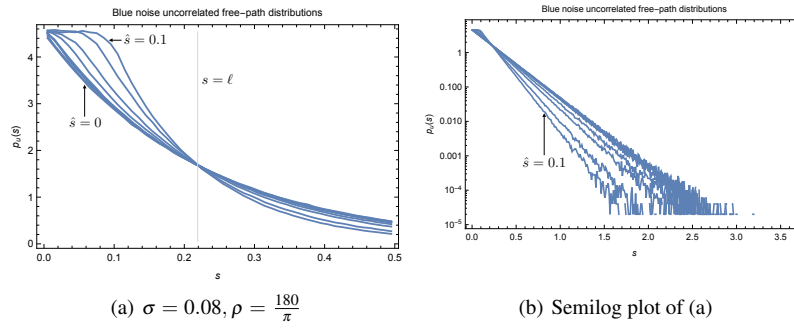 Blue noise uncorrelated free-path distributions
ŝ = 0.1
s = ℓ
ŝ = 0
p_u(s)
4
3
2
1
0
0.0 0.1 0.2 0.3 0.4 0.5
s
(a) σ = 0.08, ρ = 180/π
Blue noise uncorrelated free-path distributions
p_u(s)
1
0.100
0.010
0.001
10⁻⁴
10⁻⁵
ŝ = 0.1
0.0 0.5 1.0 1.5 2.0 2.5 3.0 3.5
s
(b) Semilog plot of (a)